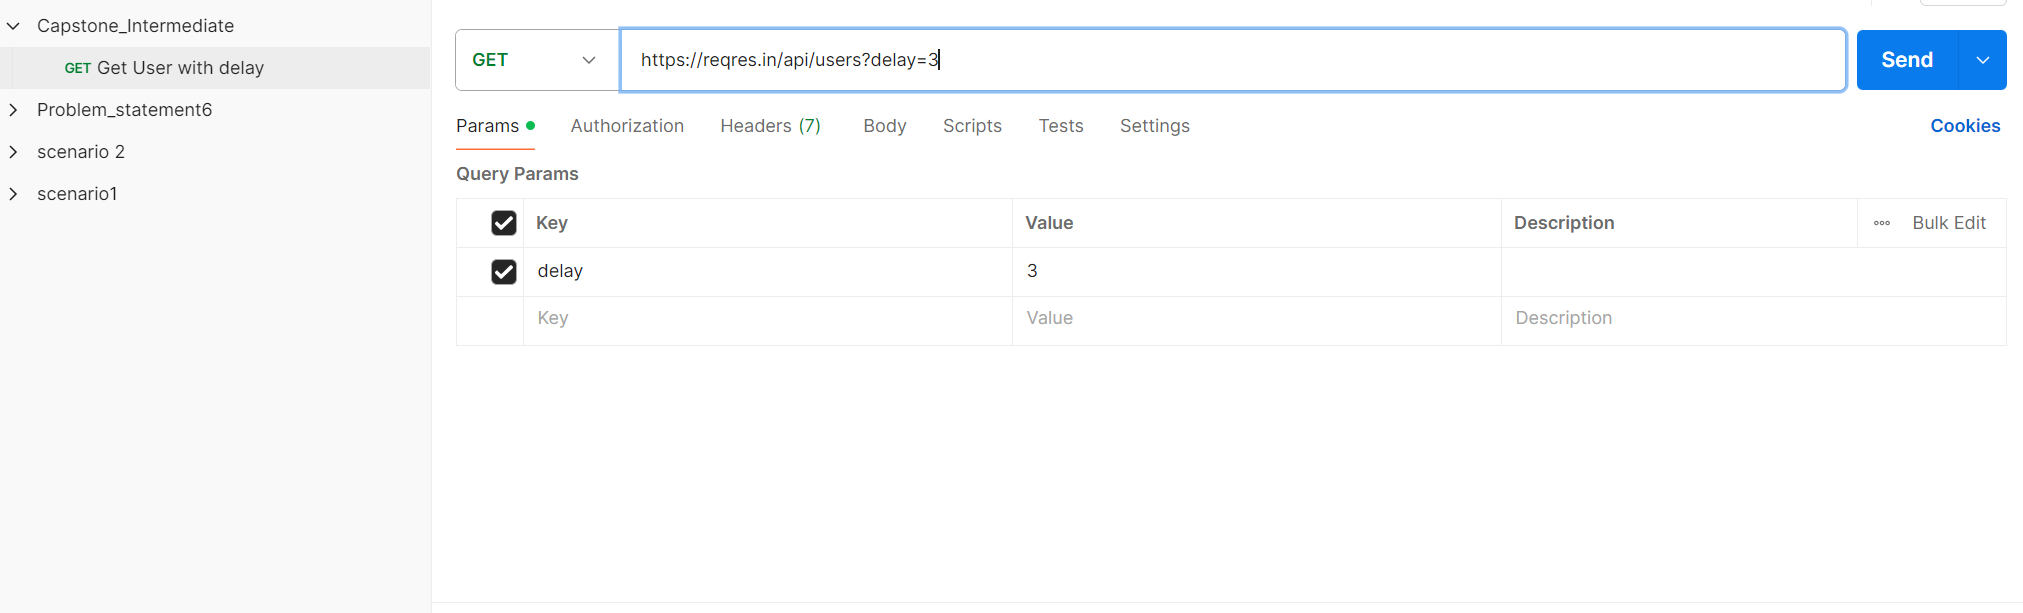 Capstone_Intermediate
GET Get User with delay
Problem_statement6
scenario 2
scenario1
GET https://reqres.in/api/users?delay=3 Send
Params Authorization Headers (7) Body Scripts Tests Settings Cookies
Query Params
Key Value Description Bulk Edit
delay 3
Key Value Description